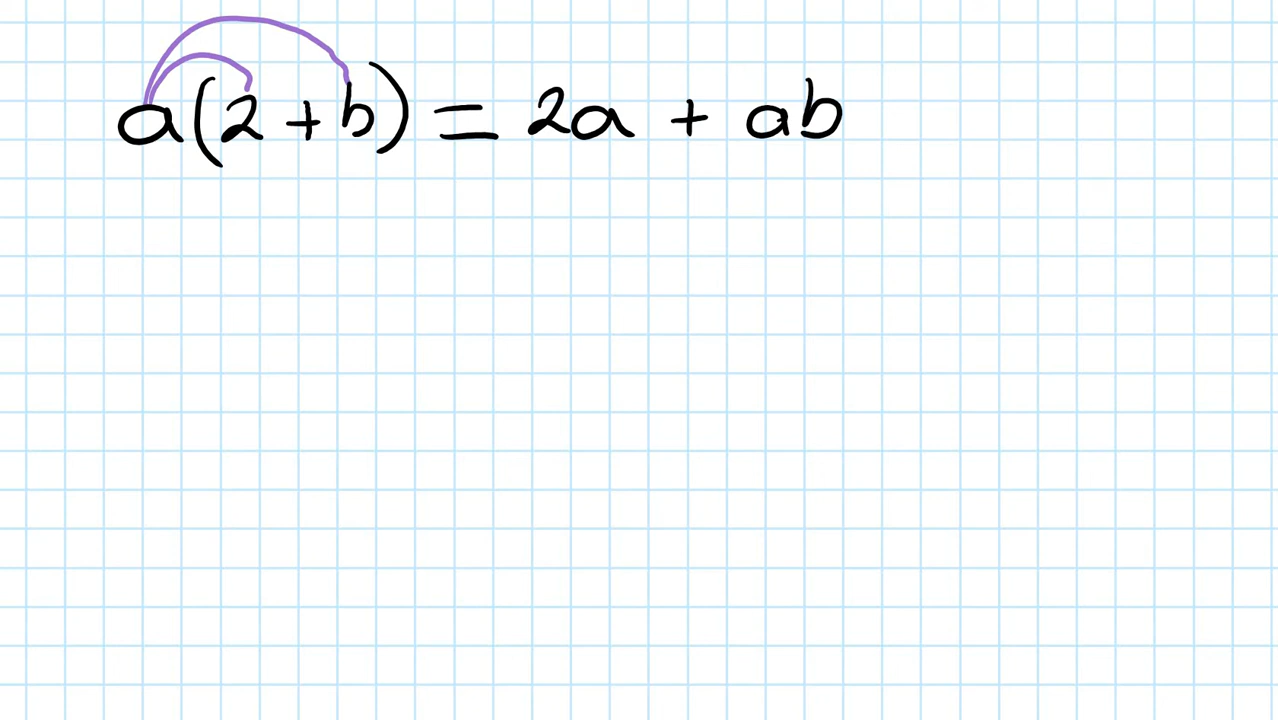 a(2 + b) = 2a + ab